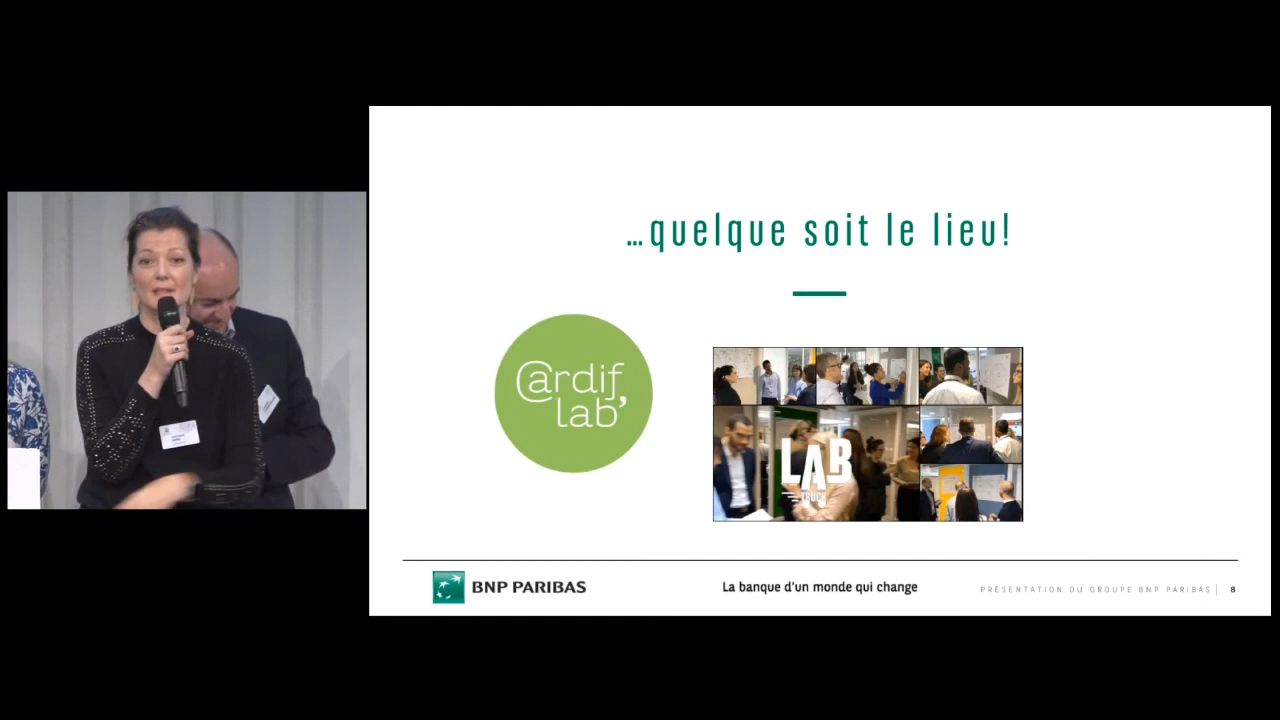 ...quelque soit le lieu!
@rdif,
lab'
LAB
TRUCK
BNP PARIBAS
La banque d'un monde qui change
PRÉSENTATION DU GROUPE BNP PARIBAS | 8